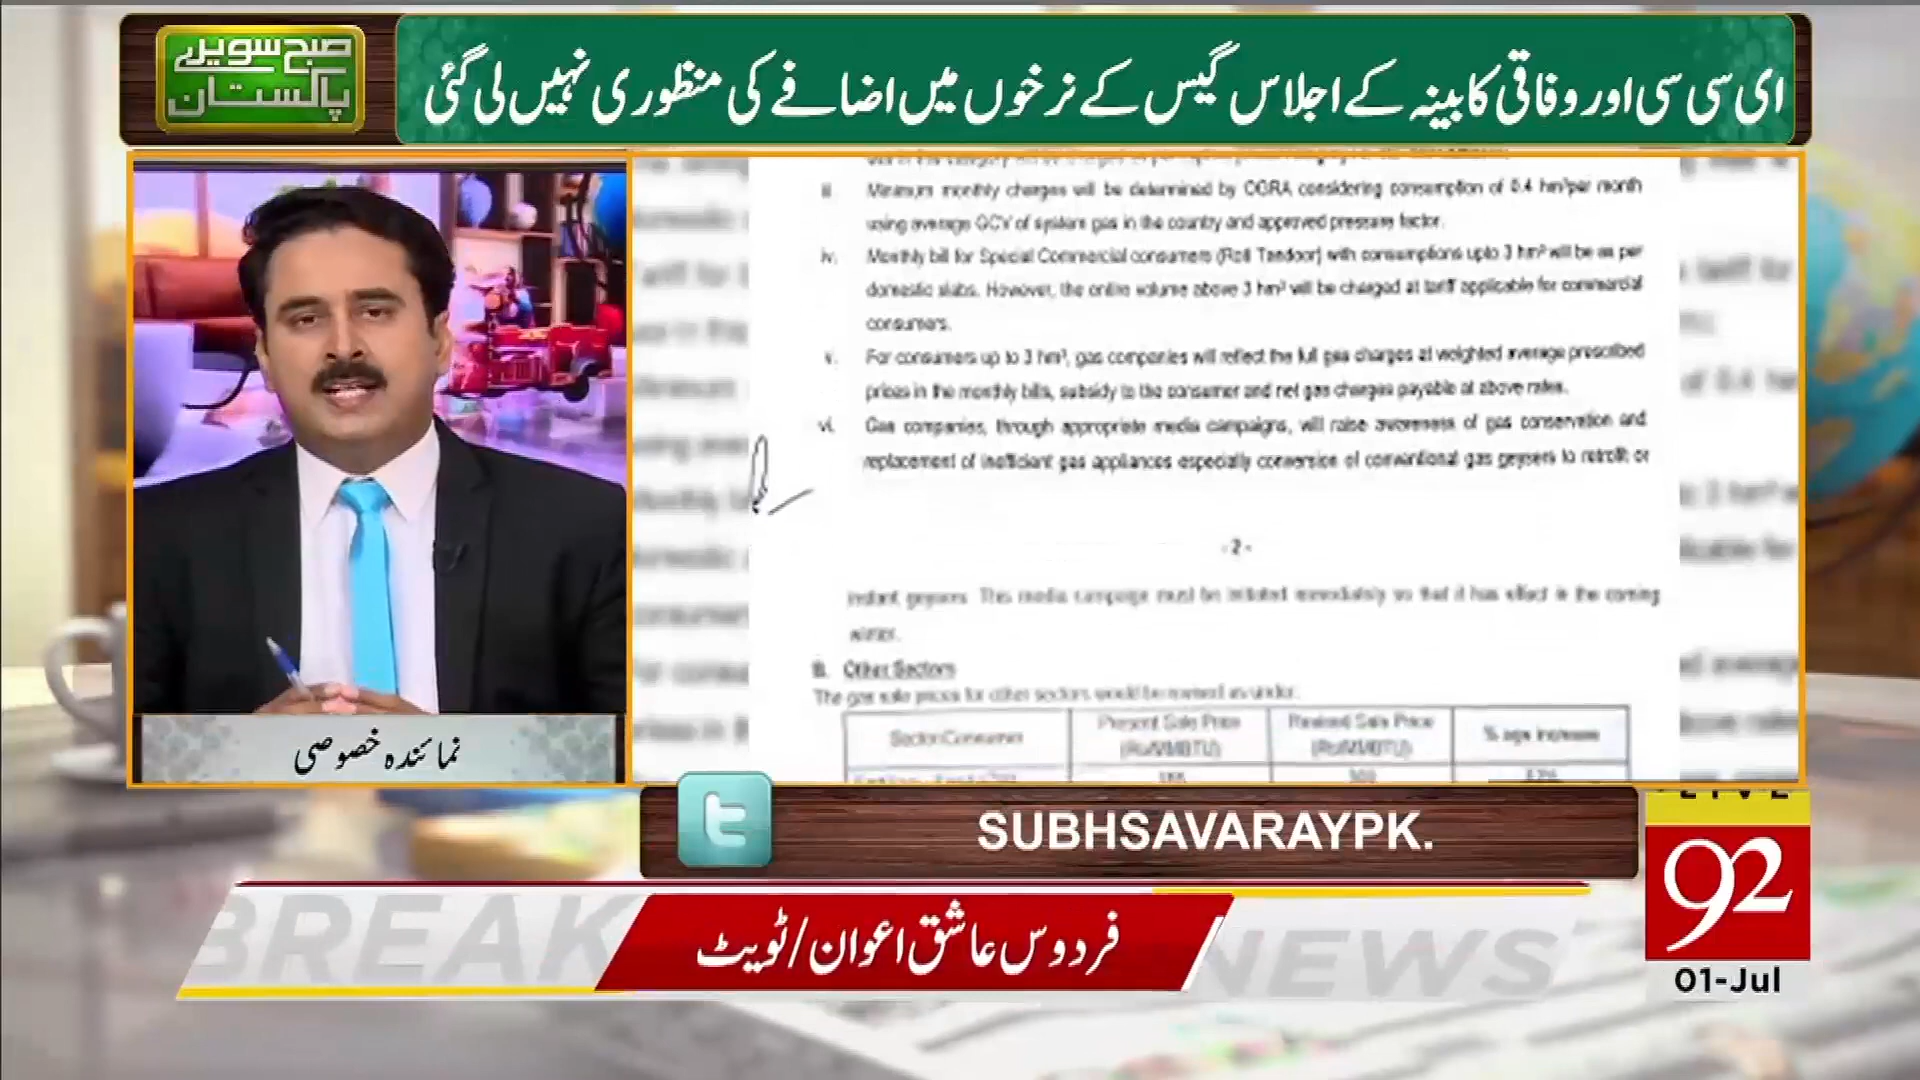 صبح سویرے
پاکستان
ای سی سی اور وفاقی کابینہ کے اجلاس گیس کے نرخوں میں اضافے کی منظوری نہیں لی گئی
iii. Minimum monthly charges will be determined by OGRA considering consumption of 0.4 hm³per month
using average GCV of system gas in the country and approved pressure factor.
iv. Monthly bill for Special Commercial consumers (Roti Tandoor) with consumptions upto 3 hm³ will be as per
domestic slabs. However, the entire volume above 3 hm³ will be charged at tariff applicable for commercial
consumers.
v. For consumers up to 3 hm³, gas companies will reflect the full gas charges at weighted average prescribed
prices in the monthly bills, subsidy to the consumer and net gas charges payable at above rates.
vi. Gas companies, through appropriate media campaigns, will raise awareness of gas conservation and
replacement of inefficient gas appliances especially conversion of conventional gas geysers to retrofit or
- 2 -
instant geysers. This media campaign must be initiated immediately so that it has effect in the coming
winter.
B. Other Sectors
The gas sale prices for other sectors would be revised as under:
Sector/Consumer
Present Sale Price
(Rs/MMBTU)
Revised Sale Price
(Rs/MMBTU)
% age increase
نمائندہ خصوصی
SUBHSAVARAYPK.
LIVE
92
01-Jul
BREAK NEWS
فردوس عاشق اعوان/ٹویٹ